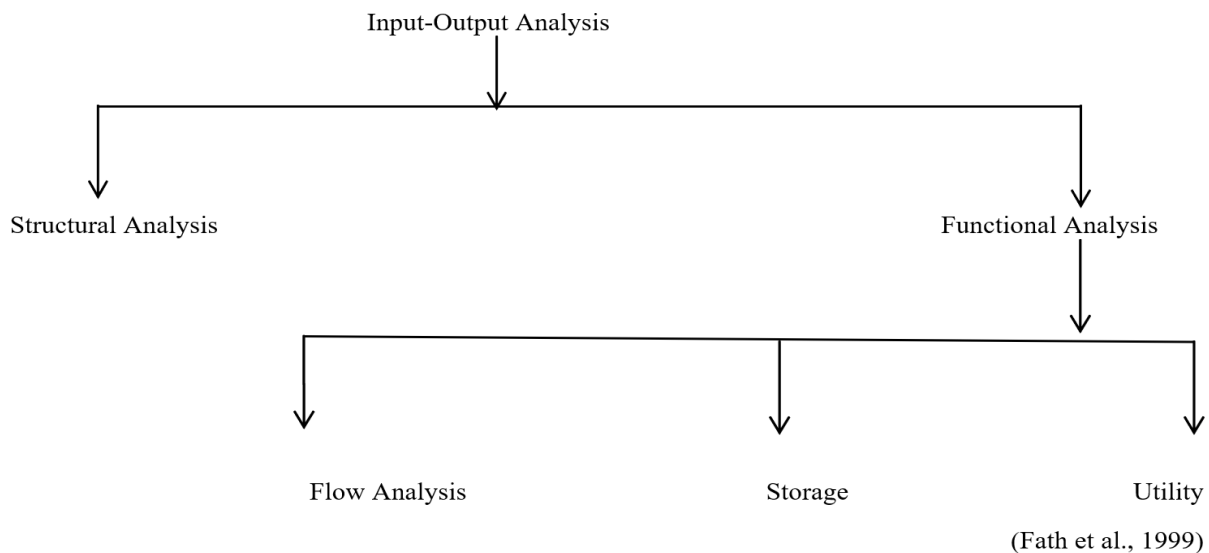 Input-Output Analysis
Structural Analysis
Functional Analysis
Flow Analysis
Storage
Utility
(Fath et al., 1999)